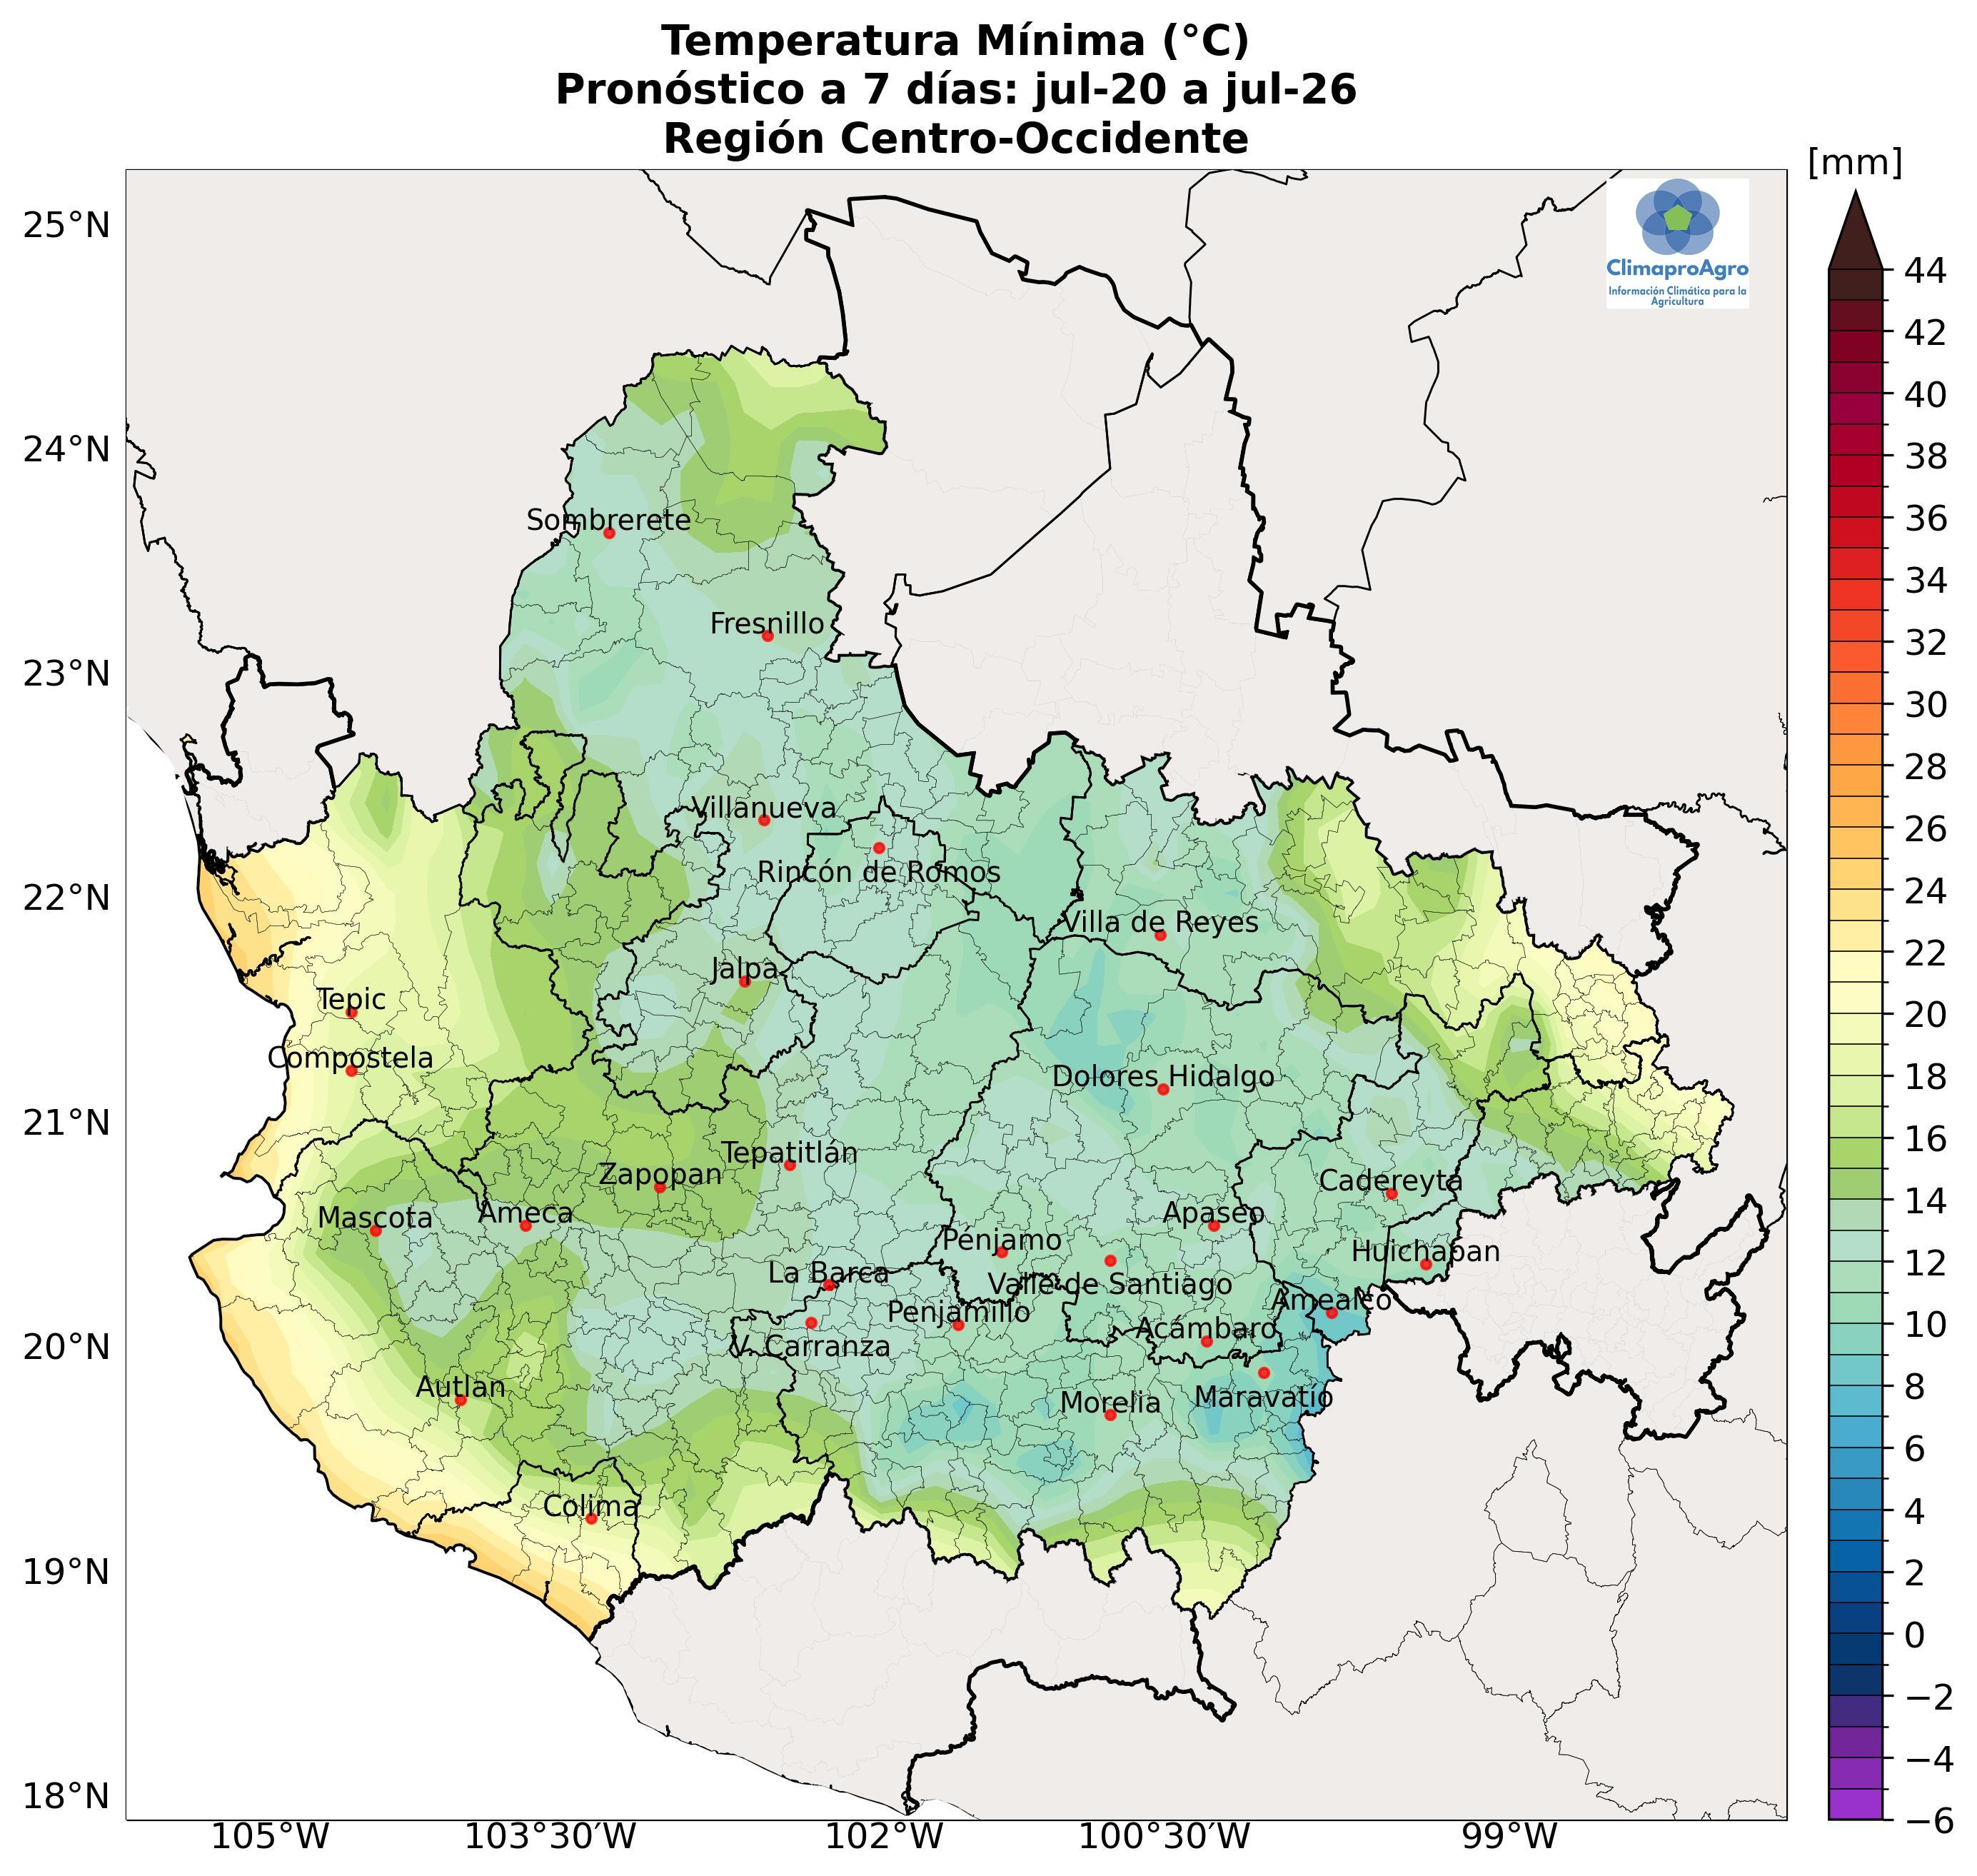 Temperatura Mínima (°C)
Pronóstico a 7 días: jul-20 a jul-26
Región Centro-Occidente
[mm]
ClimaproAgro
Información Climática para la
Agricultura
25°N
24°N
23°N
22°N
21°N
20°N
19°N
18°N
Sombrerete
Fresnillo
Villanueva
Rincón de Romos
Villa de Reyes
Jalpa
Tepic
Compostela
Dolores Hidalgo
Tepatitlán
Zapopan
Cadereyta
Mascota
Ameca
Apaseo
Pénjamo
Huichapan
La Barca
Valle de Santiago
Amealco
Penjamillo
Acámbaro
V. Carranza
Autlan
Morelia
Maravatío
Colima
105°W
103°30′W
102°W
100°30′W
99°W
44
42
40
38
36
34
32
30
28
26
24
22
20
18
16
14
12
10
8
6
4
2
0
−2
−4
−6